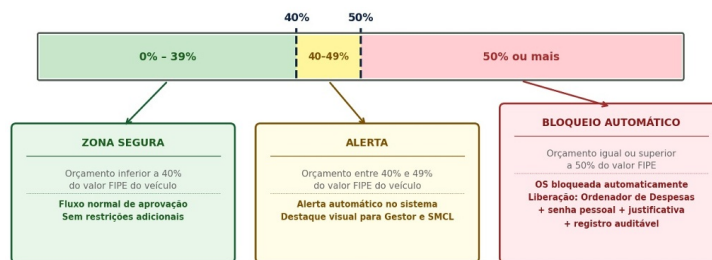 40%
50%
0% – 39%
40–49%
50% ou mais
ZONA SEGURA
Orçamento inferior a 40%
do valor FIPE do veículo
Fluxo normal de aprovação
Sem restrições adicionais
ALERTA
Orçamento entre 40% e 49%
do valor FIPE do veículo
Alerta automático no sistema
Destaque visual para Gestor e SMCL
BLOQUEIO AUTOMÁTICO
Orçamento igual ou superior
a 50% do valor FIPE
OS bloqueada automaticamente
Liberação: Ordenador de Despesas
+ senha pessoal + justificativa
+ registro auditável